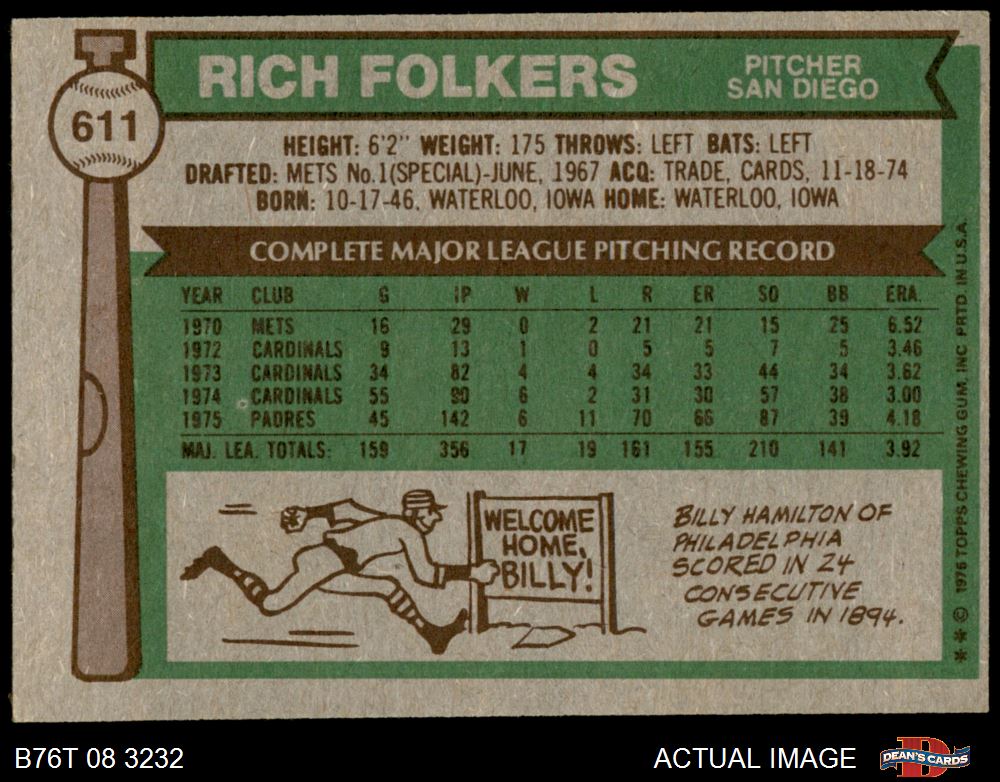 611
RICH FOLKERS
PITCHER
SAN DIEGO
HEIGHT: 6'2" WEIGHT: 175 THROWS: LEFT BATS: LEFT
DRAFTED: METS No.1(SPECIAL)-JUNE, 1967 ACQ: TRADE, CARDS, 11-18-74
BORN: 10-17-46, WATERLOO, IOWA HOME: WATERLOO, IOWA
COMPLETE MAJOR LEAGUE PITCHING RECORD
YEAR CLUB G IP W L R ER SO BB ERA.
1970 METS 16 29 0 2 21 21 15 25 6.52
1972 CARDINALS 9 13 1 0 5 5 7 5 3.46
1973 CARDINALS 34 82 4 4 34 33 44 34 3.62
1974 CARDINALS 55 90 6 2 31 30 57 38 3.00
1975 PADRES 45 142 6 11 70 66 87 39 4.18
MAJ. LEA. TOTALS: 159 356 17 19 161 155 210 141 3.92
WELCOME
HOME,
BILLY!
BILLY HAMILTON OF
PHILADELPHIA
SCORED IN 24
CONSECUTIVE
GAMES IN 1894.
** © 1976 TOPPS CHEWING GUM, INC PRTD. IN U.S.A.
B76T 08 3232
ACTUAL IMAGE
D
DEAN'S CARDS